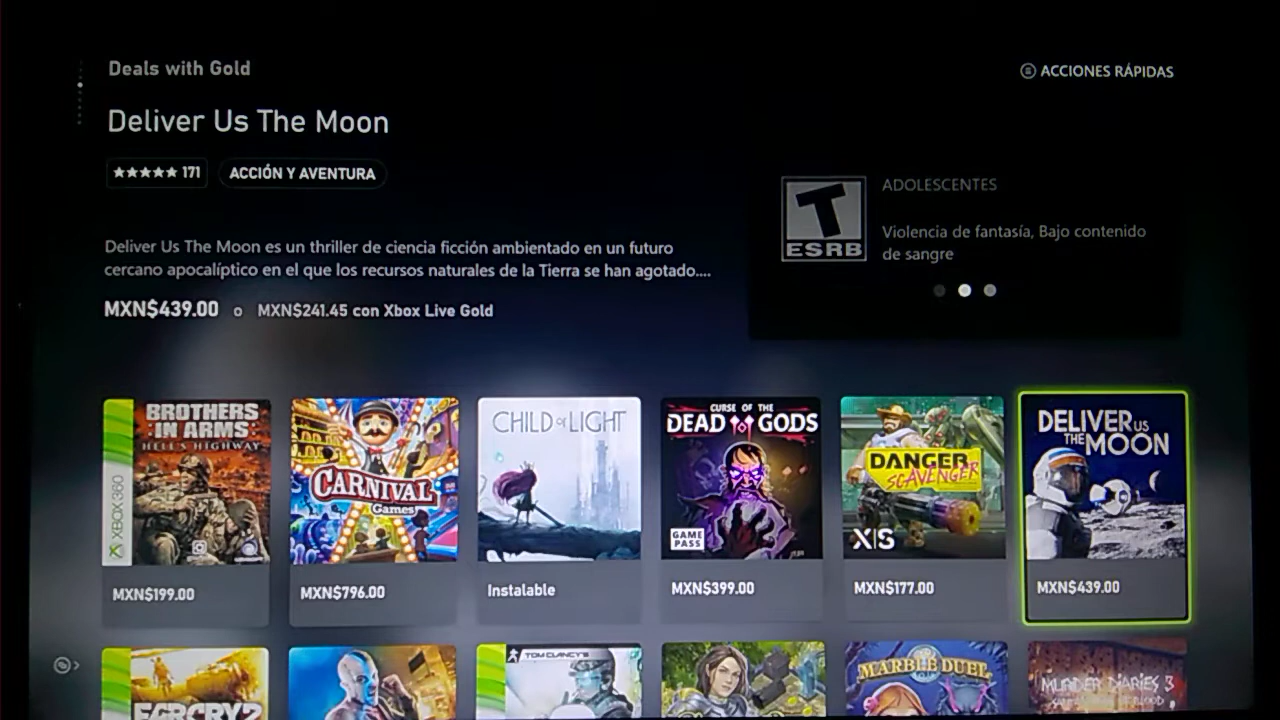 Deals with Gold
ACCIONES RÁPIDAS
Deliver Us The Moon
171
ACCIÓN Y AVENTURA
T
ESRB
ADOLESCENTES
Violencia de fantasía, Bajo contenido
de sangre
Deliver Us The Moon es un thriller de ciencia ficción ambientado en un futuro
cercano apocalíptico en el que los recursos naturales de la Tierra se han agotado....
MXN$439.00 o MXN$241.45 con Xbox Live Gold
XBOX 360
BROTHERS
IN ARMS:
HELL'S HIGHWAY
MXN$199.00
CARNIVAL
Games
MXN$796.00
CHILD OF LIGHT
Instalable
CURSE OF THE
DEAD GODS
GAME
PASS
MXN$399.00
DANGER
SCAVENGER
X|S
MXN$177.00
DELIVER US
THE MOON
MXN$439.00
FARCRY 2
TOM CLANCY'S
MARBLE DUEL
MURDER DIARIES 3